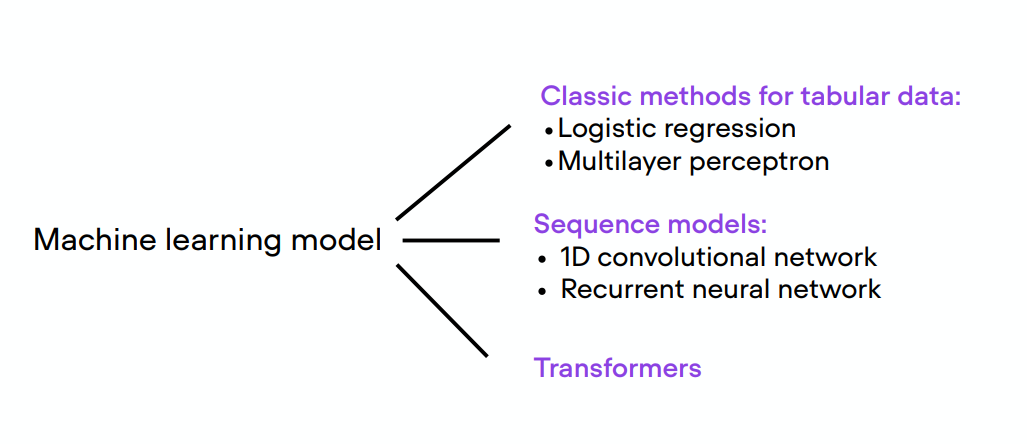 Classic methods for tabular data:
•Logistic regression
•Multilayer perceptron
Machine learning model
Sequence models:
• 1D convolutional network
• Recurrent neural network
Transformers